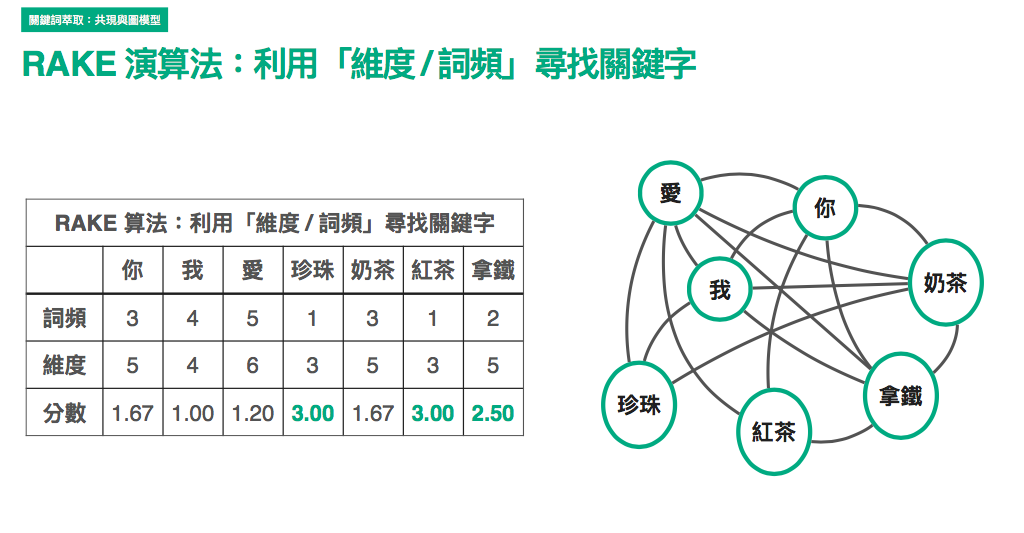 關鍵詞萃取：共現與圖模型
RAKE 演算法：利用「維度 / 詞頻」尋找關鍵字
RAKE 算法：利用「維度 / 詞頻」尋找關鍵字
你 我 愛 珍珠 奶茶 紅茶 拿鐵
詞頻 3 4 5 1 3 1 2
維度 5 4 6 3 5 3 5
分數 1.67 1.00 1.20 3.00 1.67 3.00 2.50
愛
你
我
奶茶
珍珠
拿鐵
紅茶